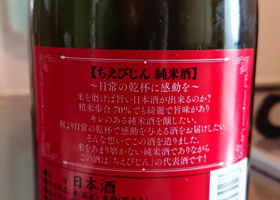 【ちえびじん 純米酒】
～日常の乾杯に感動を～
米を磨けば旨い日本酒が出来るのか?
精米歩合70%でも綺麗で旨味があり
キレのある純米酒を醸したい。
何より日常の乾杯で感動を与える酒をお届けしたい。
そんな想いでこの酒を造りました。
米をあまり磨かない純米酒でありながら
この酒は「ちえびじん」の代表酒です!
日本酒